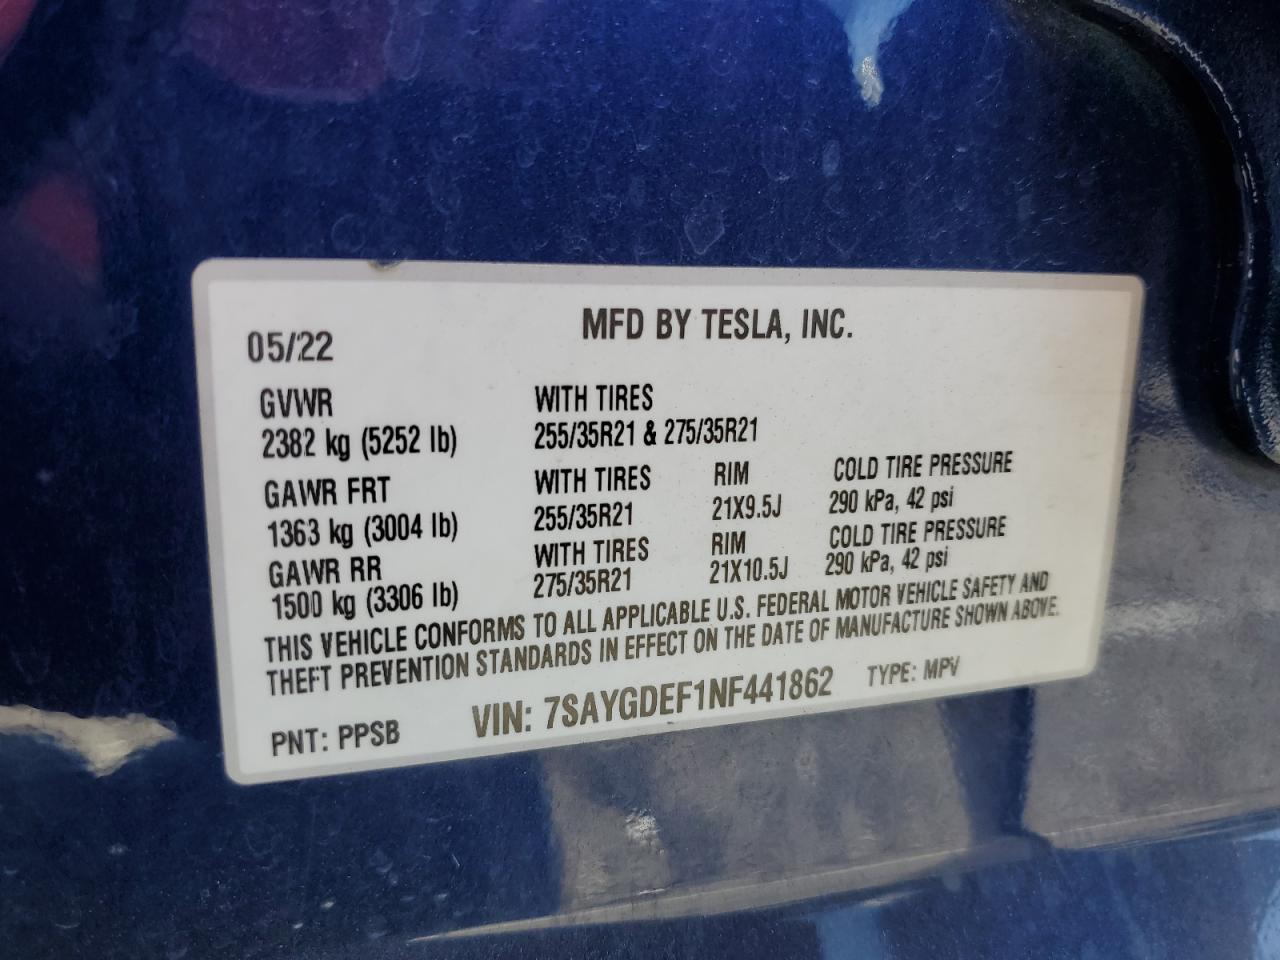 MFD BY TESLA, INC.
05/22
GVWR WITH TIRES
2382 kg (5252 lb) 255/35R21 & 275/35R21
GAWR FRT WITH TIRES RIM COLD TIRE PRESSURE
1363 kg (3004 lb) 255/35R21 21X9.5J 290 kPa, 42 psi
GAWR RR WITH TIRES RIM COLD TIRE PRESSURE
1500 kg (3306 lb) 275/35R21 21X10.5J 290 kPa, 42 psi
THIS VEHICLE CONFORMS TO ALL APPLICABLE U.S. FEDERAL MOTOR VEHICLE SAFETY AND
THEFT PREVENTION STANDARDS IN EFFECT ON THE DATE OF MANUFACTURE SHOWN ABOVE.
PNT: PPSB VIN: 7SAYGDEF1NF441862 TYPE: MPV